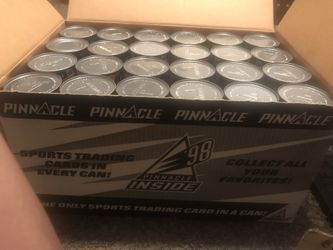 PINNACLE PINNACLE PINNACLE PINNACLE
SPORTS TRADING
CARDS IN
EVERY CAN!
98
PINNACLE
INSIDE
COLLECT ALL
YOUR
FAVORITES!
THE ONLY SPORTS TRADING CARD IN A CAN!